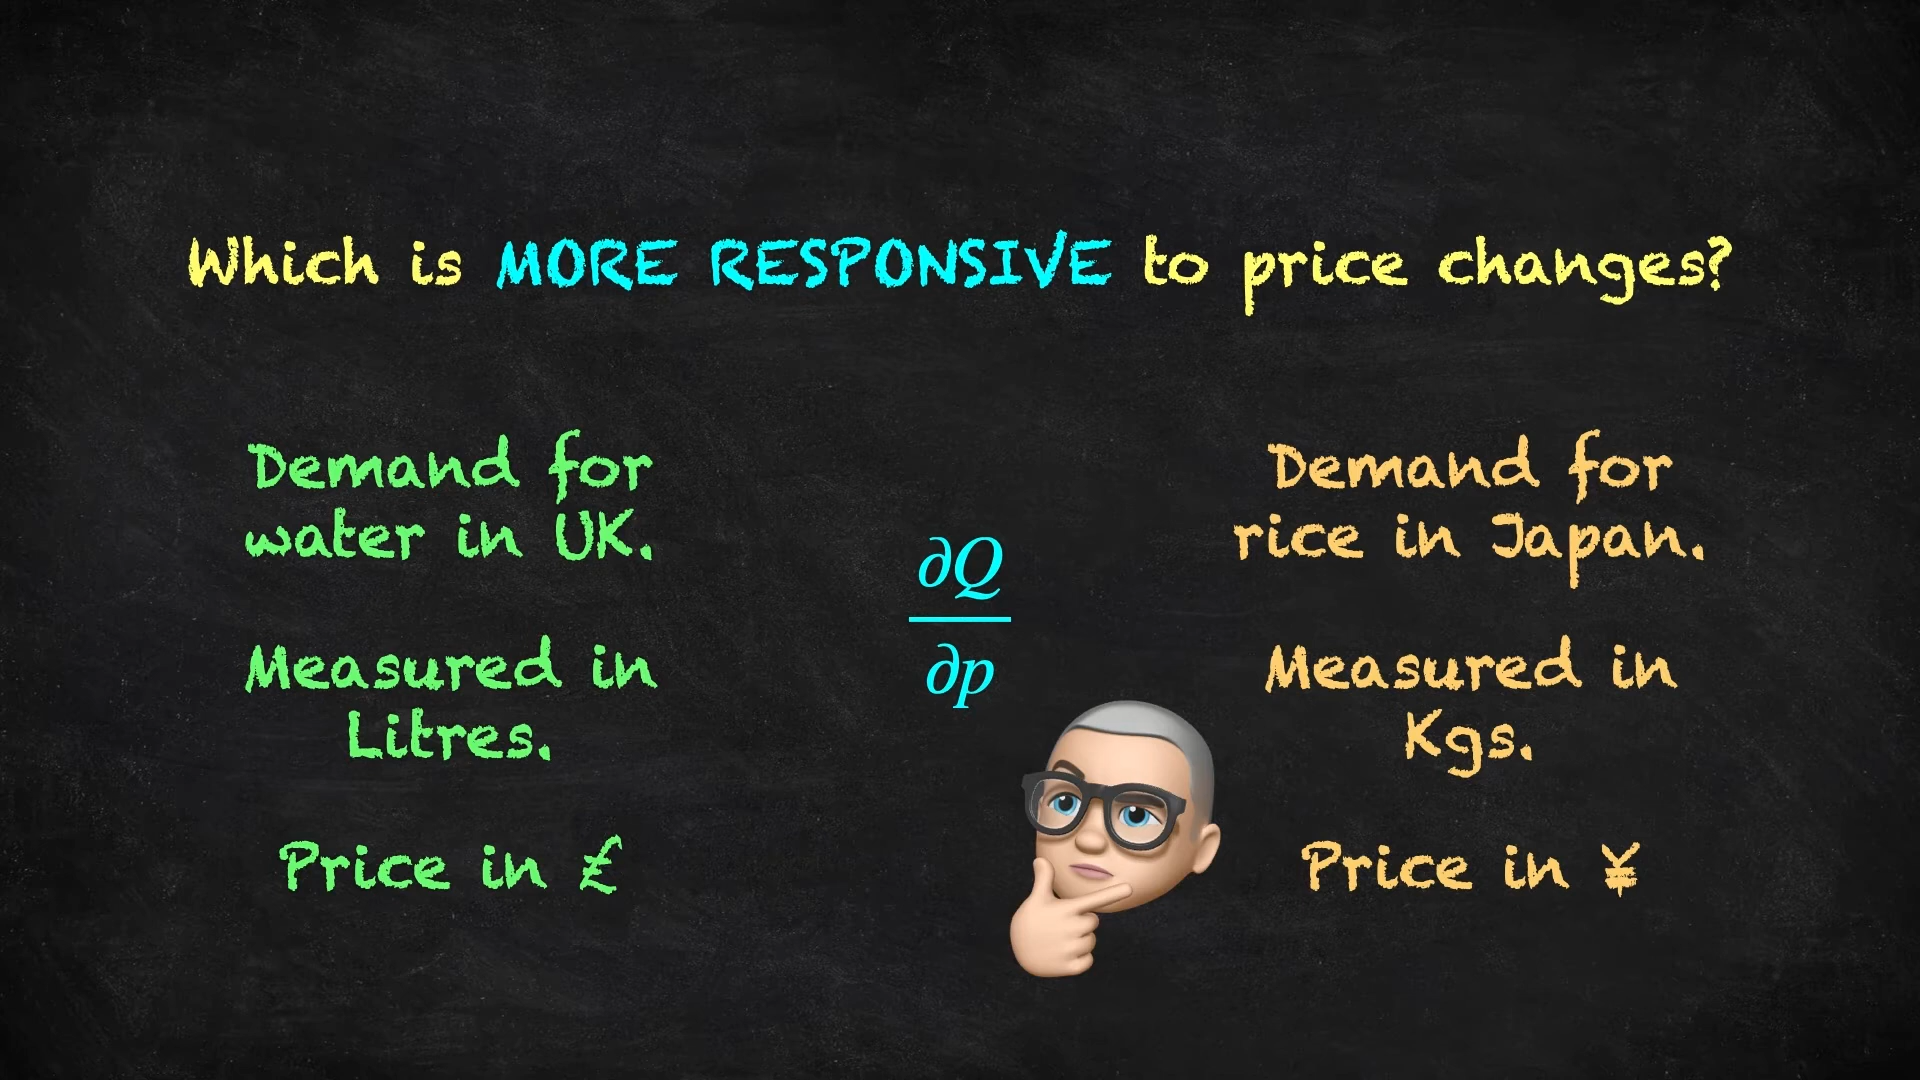 Which is MORE RESPONSIVE to price changes?
Demand for
water in UK.
Measured in
Litres.
Price in £
∂Q
∂p
Demand for
rice in Japan.
Measured in
Kgs.
Price in ¥